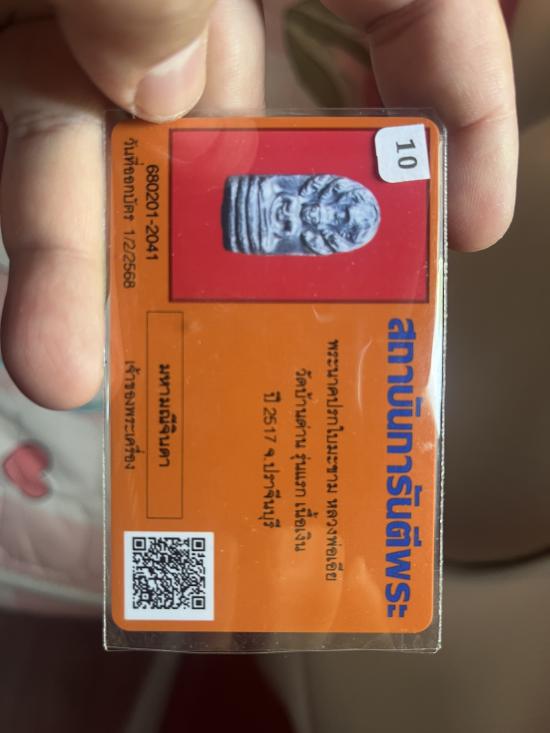 10
สถาบันการันตีพระ
พระนาคปรกใบมะขาม หลวงพ่อเอีย
วัดบ้านด่าน รุ่นแรก เนื้อเงิน
ปี 2517 จ.ปราจีนบุรี
680201-2041
มหามณีจินดา
วันที่ออกบัตร 1/2/2568
เจ้าของพระเครื่อง